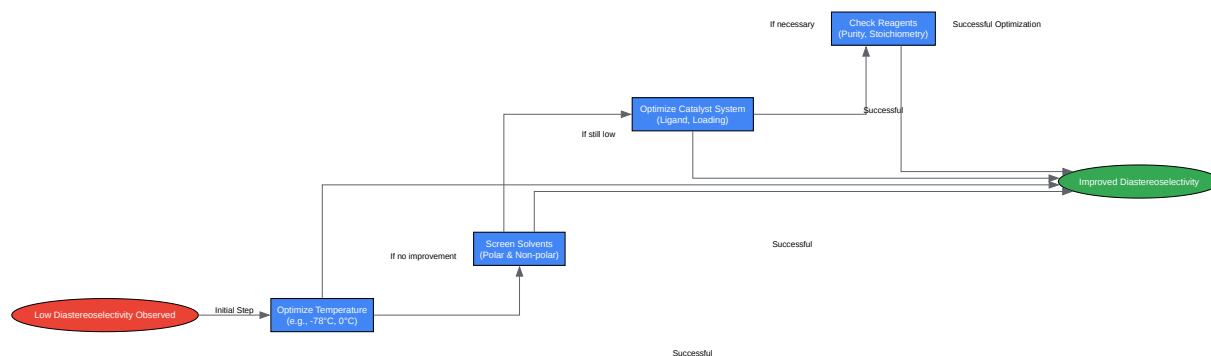 If necessary
Check Reagents
(Purity, Stoichiometry)
Successful Optimization
Optimize Catalyst System
(Ligand, Loading)
Successful
If still low
Improved Diastereoselectivity
Screen Solvents
(Polar & Non-polar)
Successful
If no improvement
Low Diastereoselectivity Observed
Initial Step
Optimize Temperature
(e.g., -78°C, 0°C)
Successful